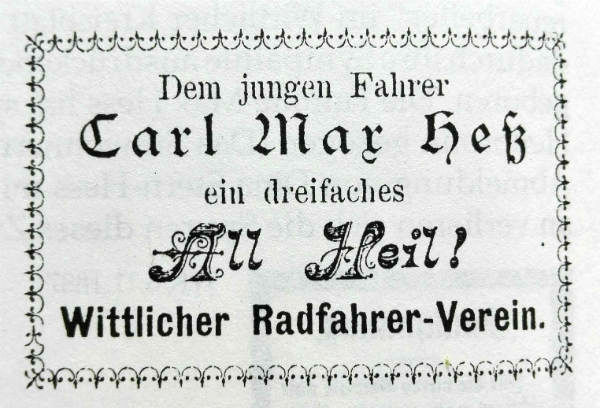 Dem jungen Fahrer
Carl Max Heß
ein dreifaches
All Heil!
Wittlicher Radfahrer-Verein.